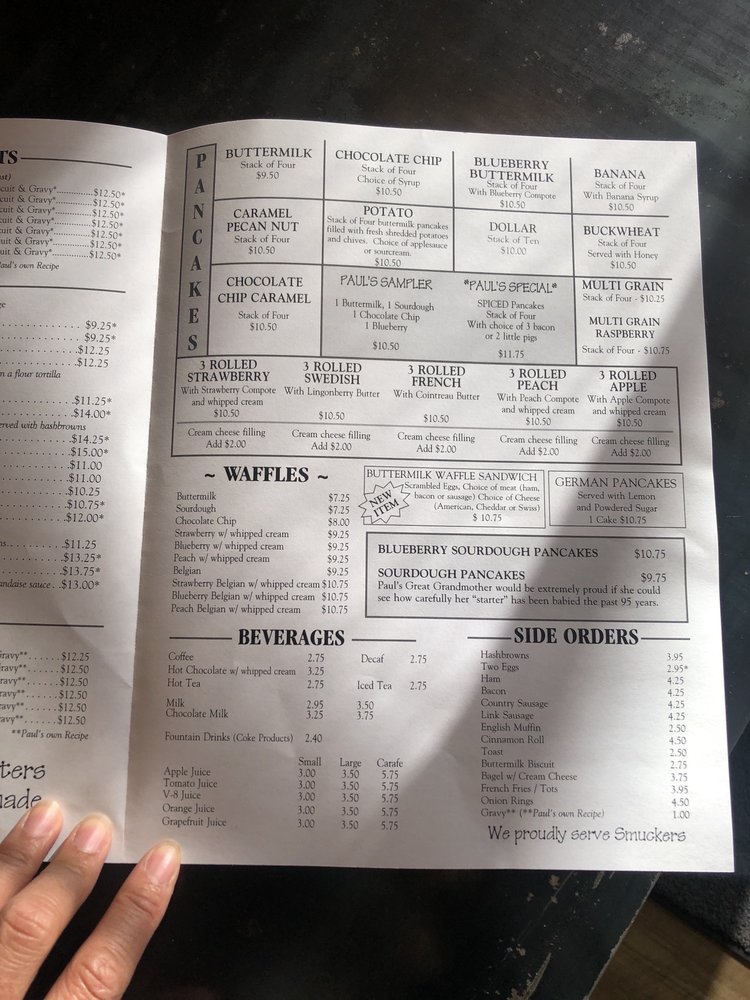 TS
st)
cuit & Gravy*...............$12.50*
cuit & Gravy*...............$12.50*
uit & Gravy*...............$12.50*
uit & Gravy*...............$12.50*
uit & Gravy*...............$12.50*
it & Gravy*...............$12.50*
Paul's own Recipe
ge
. . . . . . . . . . . $9.25*
. . . . . . . . . . . $9.25*
. . . . . . . . . . . $12.25
. . . . . . . . . . . $12.25
n a flour tortilla
. . . . . . . . . . . $11.25*
. . . . . . . . . . . $14.00*
erved with hashbrowns
. . . . . . . . . . . $14.25*
. . . . . . . . . . . $15.00*
. . . . . . . . . . . $11.00
. . . . . . . . . . . $11.00
. . . . . . . . . . . $10.25
. . . . . . . . . . . $10.75*
. . . . . . . . . . . $12.00*
ns...............$11.25
. . . . . . . . . . . $13.25*
. . . . . . . . . . . $13.75*
andaise sauce. .$13.00*
ravy**. . . . . . $12.25
ravy**. . . . . . $12.50
ravy**. . . . . . $12.50
ravy**. . . . . . $12.50
avy**. . . . . . $12.50
avy**. . . . . . $12.50
**Paul's own Recipe
ters
ade
PANCAKES
BUTTERMILK
Stack of Four
$9.50
CHOCOLATE CHIP
Stack of Four
Choice of Syrup
$10.50
BLUEBERRY
BUTTERMILK
Stack of Four
With Blueberry Compote
$10.50
BANANA
Stack of Four
With Banana Syrup
$10.50
CARAMEL
PECAN NUT
Stack of Four
$10.50
POTATO
Stack of Four buttermilk pancakes
filled with fresh shredded potatoes
and chives. Choice of applesauce
or sourcream.
$10.50
DOLLAR
Stack of Ten
$10.00
BUCKWHEAT
Stack of Four
Served with Honey
$10.50
CHOCOLATE
CHIP CARAMEL
Stack of Four
$10.50
PAUL'S SAMPLER
1 Buttermilk, 1 Sourdough
1 Chocolate Chip
1 Blueberry
$10.50
*PAUL'S SPECIAL*
SPICED Pancakes
Stack of Four
With choice of 3 bacon
or 2 little pigs
$11.75
MULTI GRAIN
Stack of Four - $10.25
MULTI GRAIN
RASPBERRY
Stack of Four - $10.75
3 ROLLED
STRAWBERRY
With Strawberry Compote
and whipped cream
$10.50
Cream cheese filling
Add $2.00
3 ROLLED
SWEDISH
With Lingonberry Butter
$10.50
Cream cheese filling
Add $2.00
3 ROLLED
FRENCH
With Cointreau Butter
$10.50
Cream cheese filling
Add $2.00
3 ROLLED
PEACH
With Peach Compote
and whipped cream
$10.50
Cream cheese filling
Add $2.00
3 ROLLED
APPLE
With Apple Compote
and whipped cream
$10.50
Cream cheese filling
Add $2.00
~ WAFFLES ~
Buttermilk $7.25
Sourdough $7.25
Chocolate Chip $8.00
Strawberry w/ whipped cream $9.25
Blueberry w/ whipped cream $9.25
Peach w/ whipped cream $9.25
Belgian $9.25
Strawberry Belgian w/ whipped cream $10.75
Blueberry Belgian w/ whipped cream $10.75
Peach Belgian w/ whipped cream $10.75
BUTTERMILK WAFFLE SANDWICH
Scrambled Eggs, Choice of meat (ham,
bacon or sausage) Choice of Cheese
(American, Cheddar or Swiss)
$ 10.75
NEW
ITEM
GERMAN PANCAKES
Served with Lemon
and Powdered Sugar
1 Cake $10.75
BLUEBERRY SOURDOUGH PANCAKES $10.75
SOURDOUGH PANCAKES $9.75
Paul's Great Grandmother would be extremely proud if she could
see how carefully her "starter" has been babied the past 95 years.
BEVERAGES
Coffee 2.75 Decaf 2.75
Hot Chocolate w/ whipped cream 3.25
Hot Tea 2.75 Iced Tea 2.75
Milk 2.95 3.50
Chocolate Milk 3.25 3.75
Fountain Drinks (Coke Products) 2.40
Small Large Carafe
Apple Juice 3.00 3.50 5.75
Tomato Juice 3.00 3.50 5.75
V-8 Juice 3.00 3.50 5.75
Orange Juice 3.00 3.50 5.75
Grapefruit Juice 3.00 3.50 5.75
SIDE ORDERS
Hashbrowns 3.95
Two Eggs 2.95*
Ham 4.25
Bacon 4.25
Country Sausage 4.25
Link Sausage 4.25
English Muffin 2.50
Cinnamon Roll 4.50
Toast 2.50
Buttermilk Biscuit 2.75
Bagel w/ Cream Cheese 3.75
French Fries / Tots 3.95
Onion Rings 4.50
Gravy** (**Paul's own Recipe) 1.00
We proudly serve Smuckers